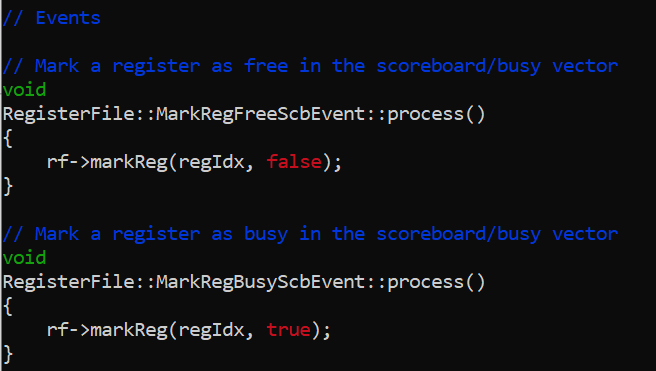 // Events

// Mark a register as free in the scoreboard/busy vector
void
RegisterFile::MarkRegFreeScbEvent::process()
{
    rf->markReg(regIdx, false);
}

// Mark a register as busy in the scoreboard/busy vector
void
RegisterFile::MarkRegBusyScbEvent::process()
{
    rf->markReg(regIdx, true);
}